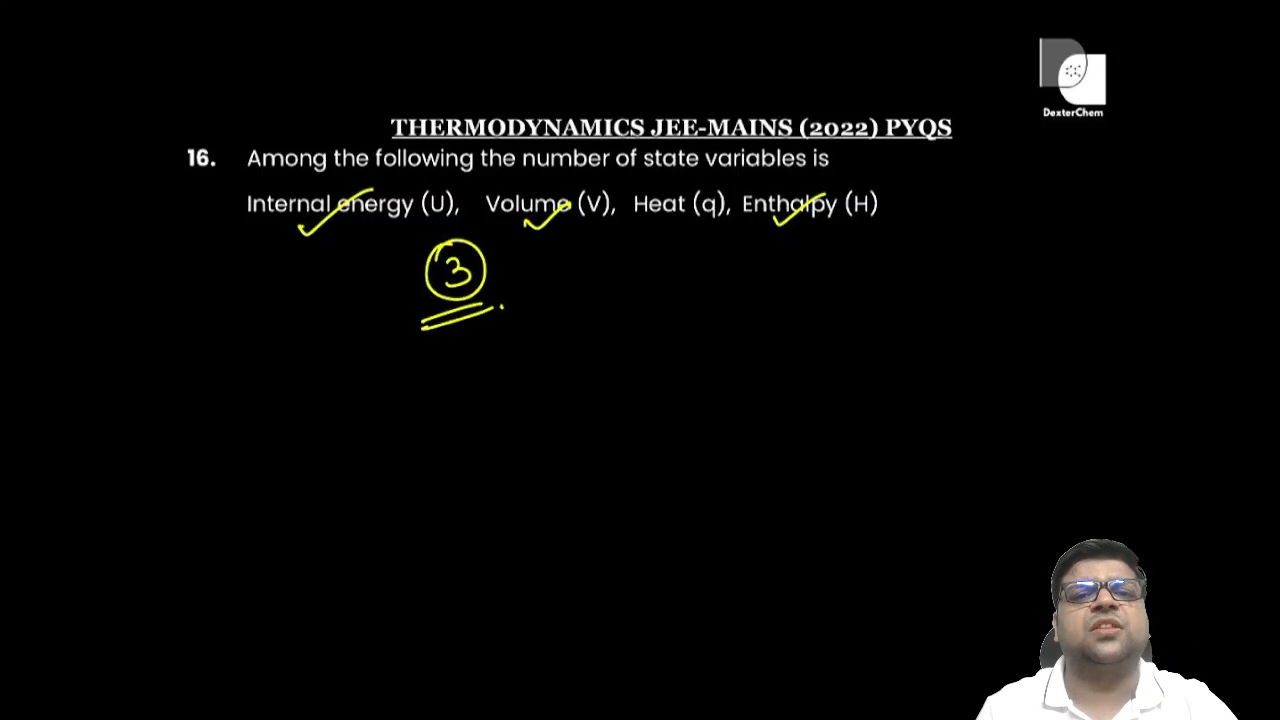 DexterChem
THERMODYNAMICS JEE-MAINS (2022) PYQS
16. Among the following the number of state variables is
Internal energy (U), Volume (V), Heat (q), Enthalpy (H)
3